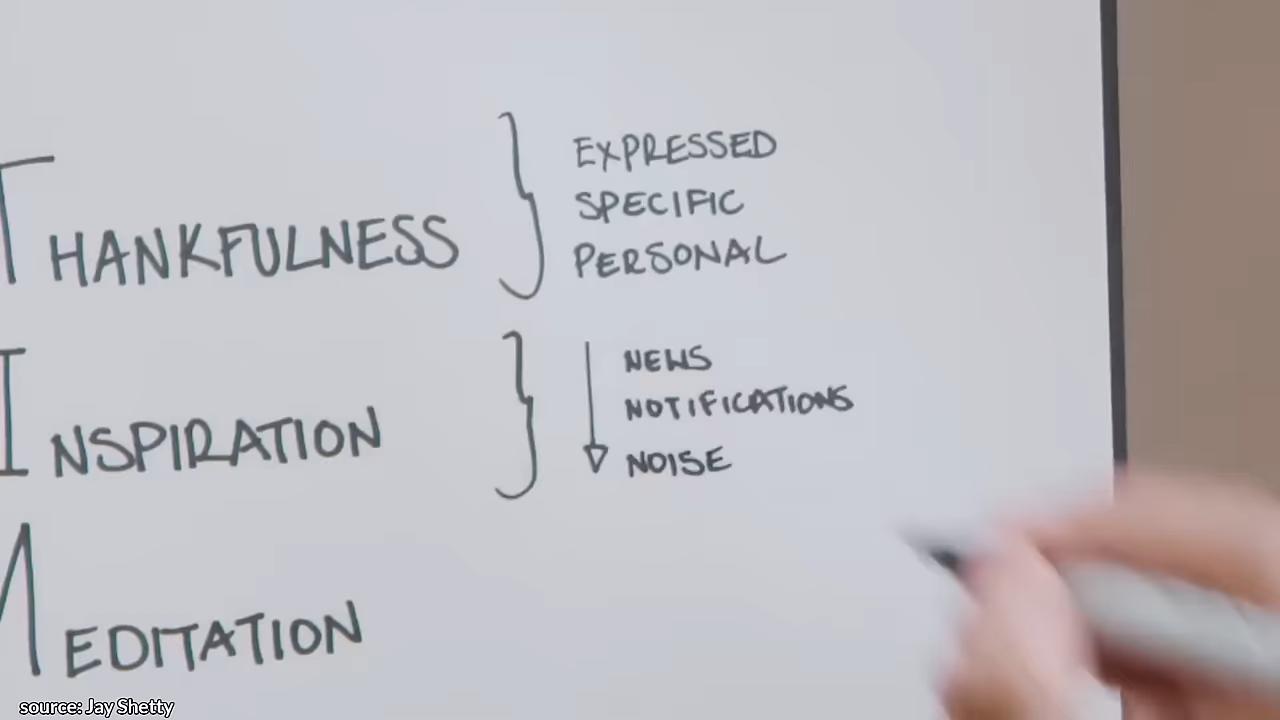 THANKFULNESS
EXPRESSED
SPECIFIC
PERSONAL
INSPIRATION
NEWS
NOTIFICATIONS
NOISE
MEDITATION
source: Jay Shetty